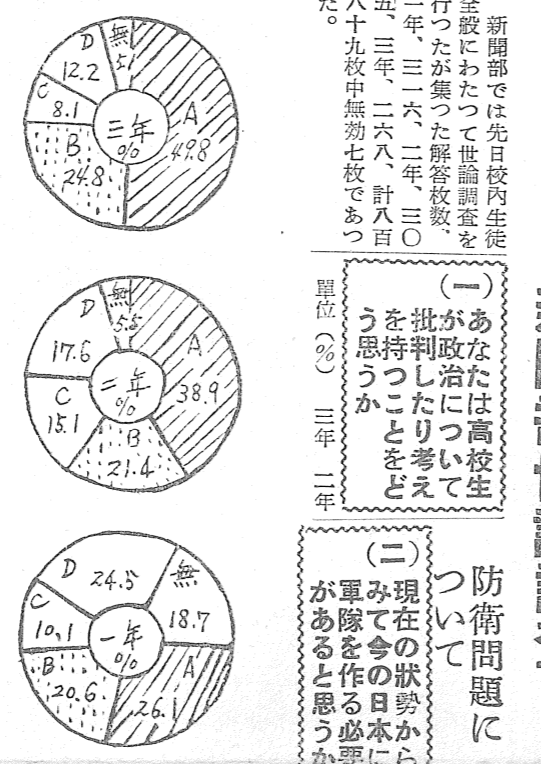 新聞部では先日校内生徒
全般にわたつて世論調査を
行つたが集つた解答枚数、
一年、三一六、二年、三〇
五、三年、二六八、計八百
八十九枚中無効七枚であつ
た。
(一)あなたは高校生
が政治について
批判したり考え
を持つことをど
う思うか
單位(%) 三年 二年
防衛問題に
ついて
(二)現在の狀勢から
みて今の日本に
軍隊を作る必要
があると思うか
三年
%
無
5.1
A
49.8
B
24.8
C
8.1
D
12.2
二年
%
無
5.5
A
38.9
B
21.4
C
15.1
D
17.6
一年
%
無
18.7
A
26.1
B
20.6
C
10.1
D
24.5